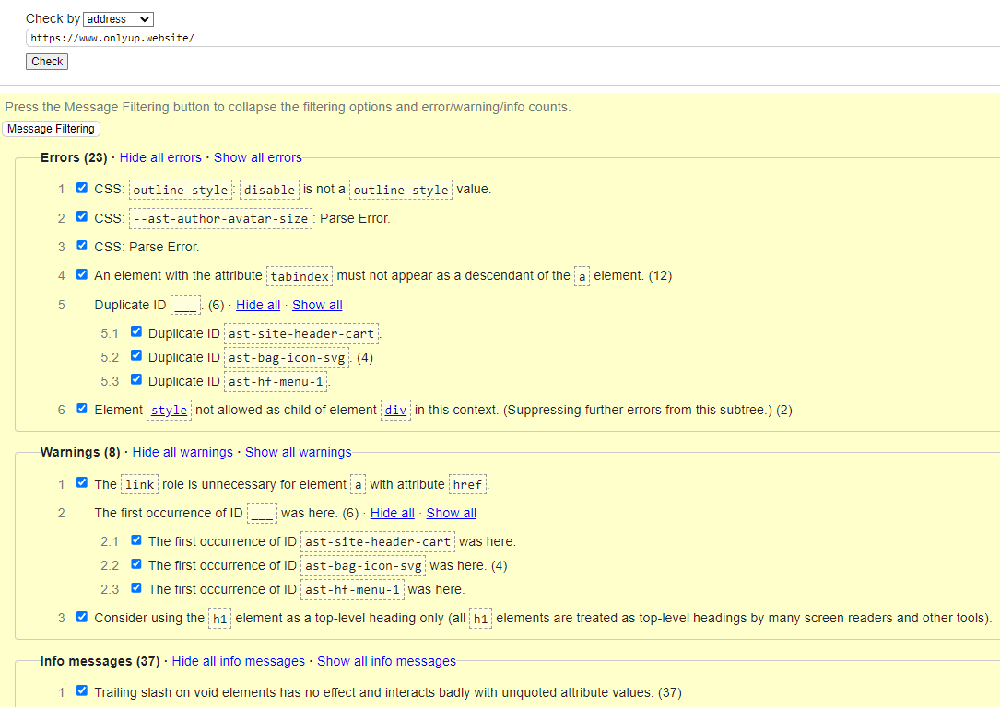 Check by address
https://www.onlyup.website/
Check
Press the Message Filtering button to collapse the filtering options and error/warning/info counts.
Message Filtering
Errors (23) · Hide all errors · Show all errors
1 CSS: outline-style: disable is not a outline-style value.
2 CSS: --ast-author-avatar-size: Parse Error.
3 CSS: Parse Error.
4 An element with the attribute tabindex must not appear as a descendant of the a element. (12)
5 Duplicate ID ___. (6) · Hide all · Show all
5.1 Duplicate ID ast-site-header-cart.
5.2 Duplicate ID ast-bag-icon-svg. (4)
5.3 Duplicate ID ast-hf-menu-1.
6 Element style not allowed as child of element div in this context. (Suppressing further errors from this subtree.) (2)
Warnings (8) · Hide all warnings · Show all warnings
1 The link role is unnecessary for element a with attribute href.
2 The first occurrence of ID ___ was here. (6) · Hide all · Show all
2.1 The first occurrence of ID ast-site-header-cart was here.
2.2 The first occurrence of ID ast-bag-icon-svg was here. (4)
2.3 The first occurrence of ID ast-hf-menu-1 was here.
3 Consider using the h1 element as a top-level heading only (all h1 elements are treated as top-level headings by many screen readers and other tools).
Info messages (37) · Hide all info messages · Show all info messages
1 Trailing slash on void elements has no effect and interacts badly with unquoted attribute values. (37)